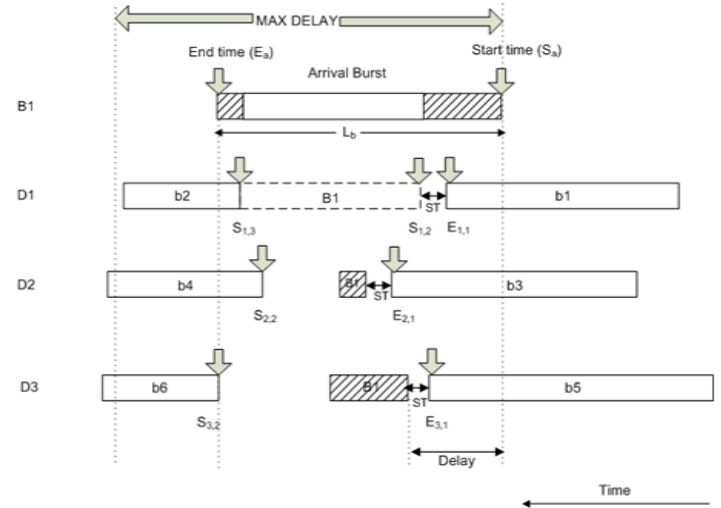 MAX DELAY
End time (Ea)
Start time (Sa)
Arrival Burst
B1
Lb
D1
b2
B1
b1
ST
S1,3
S1,2
E1,1
D2
b4
B1
b3
ST
S2,2
E2,1
D3
b6
B1
b5
ST
S3,2
E3,1
Delay
Time